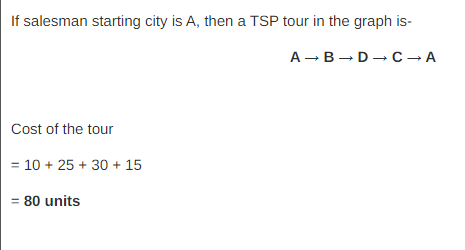 If salesman starting city is A, then a TSP tour in the graph is-
A → B → D → C → A
Cost of the tour
= 10 + 25 + 30 + 15
= 80 units